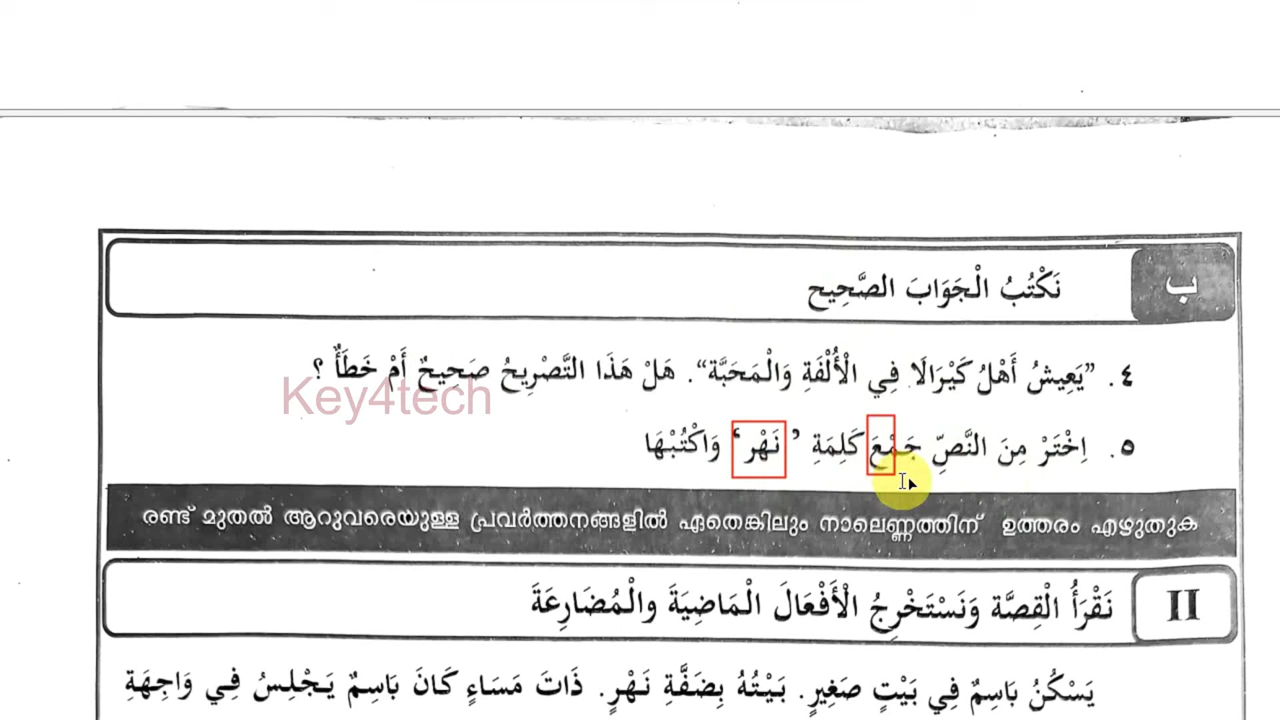 ب
نَكْتُبُ الْجَوَابَ الصَّحِيح
٤. ”يَعِيشُ أَهْلُ كَيْرَالَا فِي الْأُلْفَةِ وَالْمَحَبَّة“. هَلْ هَذَا التَّصْرِيحُ صَحِيحٌ أَمْ خَطَأٌ ؟
Key4tech
٥. اِخْتَرْ مِنَ النَّصِّ جَمْعَ كَلِمَةِ ’نَهْر‘ وَاكْتُبْهَا
രണ്ട് മുതൽ ആറുവരെയുള്ള പ്രവർത്തനങ്ങളിൽ ഏതെങ്കിലും നാലെണ്ണത്തിന് ഉത്തരം എഴുതുക
II
نَقْرَأُ الْقِصَّة وَنَسْتَخْرِجُ الْأَفْعَالَ الْمَاضِيَةَ والْمُضَارِعَةَ
يَسْكُنُ بَاسِمٌ فِي بَيْتٍ صَغِيرٍ. بَيْتُهُ بِضَفَّةِ نَهْرٍ. ذَاتَ مَسَاءٍ كَانَ بَاسِمٌ يَجْلِسُ فِي وَاجِهَةِ